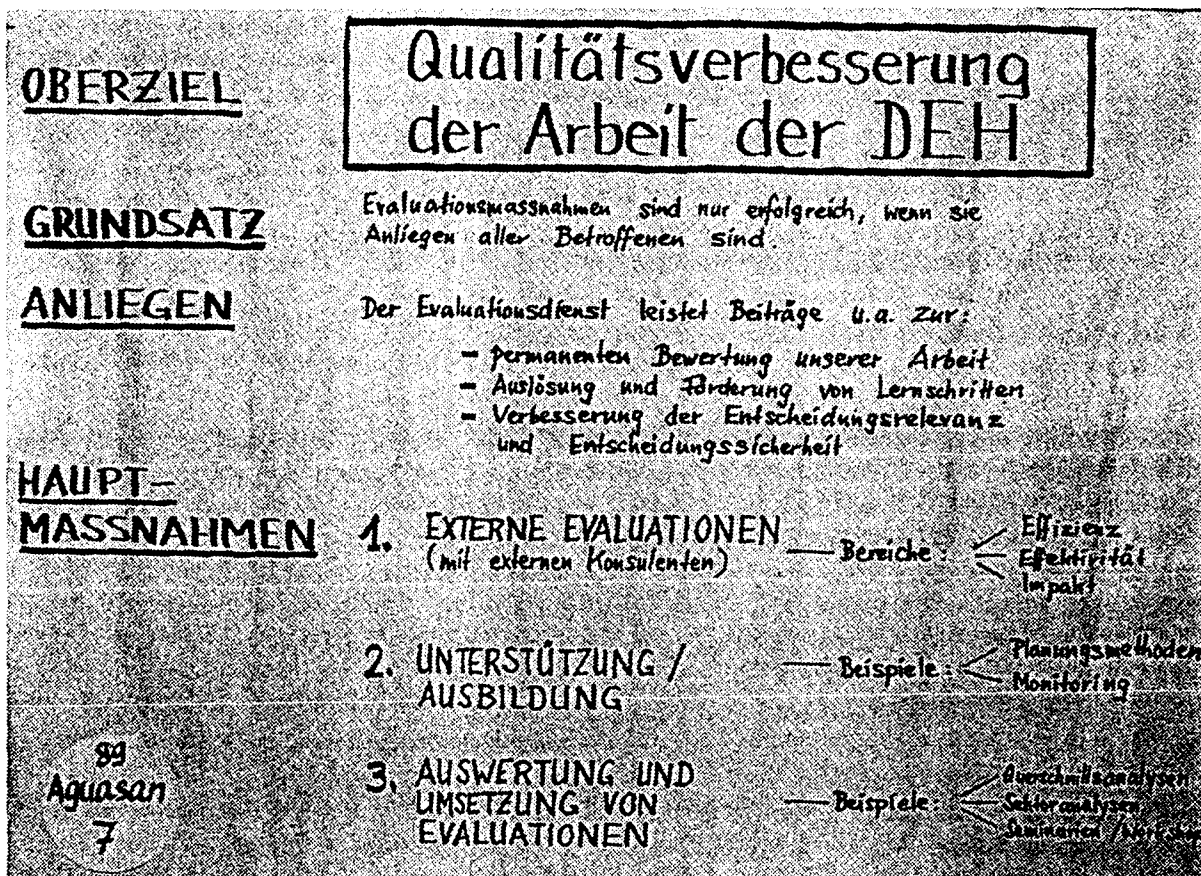 OBERZIEL
Qualitätsverbesserung
der Arbeit der DEH
GRUNDSATZ
Evaluationsmassnahmen sind nur erfolgreich, wenn sie
Anliegen aller Betroffenen sind.
ANLIEGEN
Der Evaluationsdienst leistet Beiträge u.a. zur:
- permanenten Bewertung unserer Arbeit
- Auslösung und Förderung von Lernschritten
- Verbesserung der Entscheidungsrelevanz
und Entscheidungssicherheit
HAUPT-
MASSNAHMEN
1. EXTERNE EVALUATIONEN
(mit externen Konsulenten)
Bereiche:
Effizienz
Effektivität
Impakt
2. UNTERSTÜTZUNG /
AUSBILDUNG
Beispiele:
Planungsmethoden
Monitoring
3. AUSWERTUNG UND
UMSETZUNG VON
EVALUATIONEN
Beispiele:
Querschnittsanalysen
Sektoranalysen
Seminarien /
89
Aguasan
7